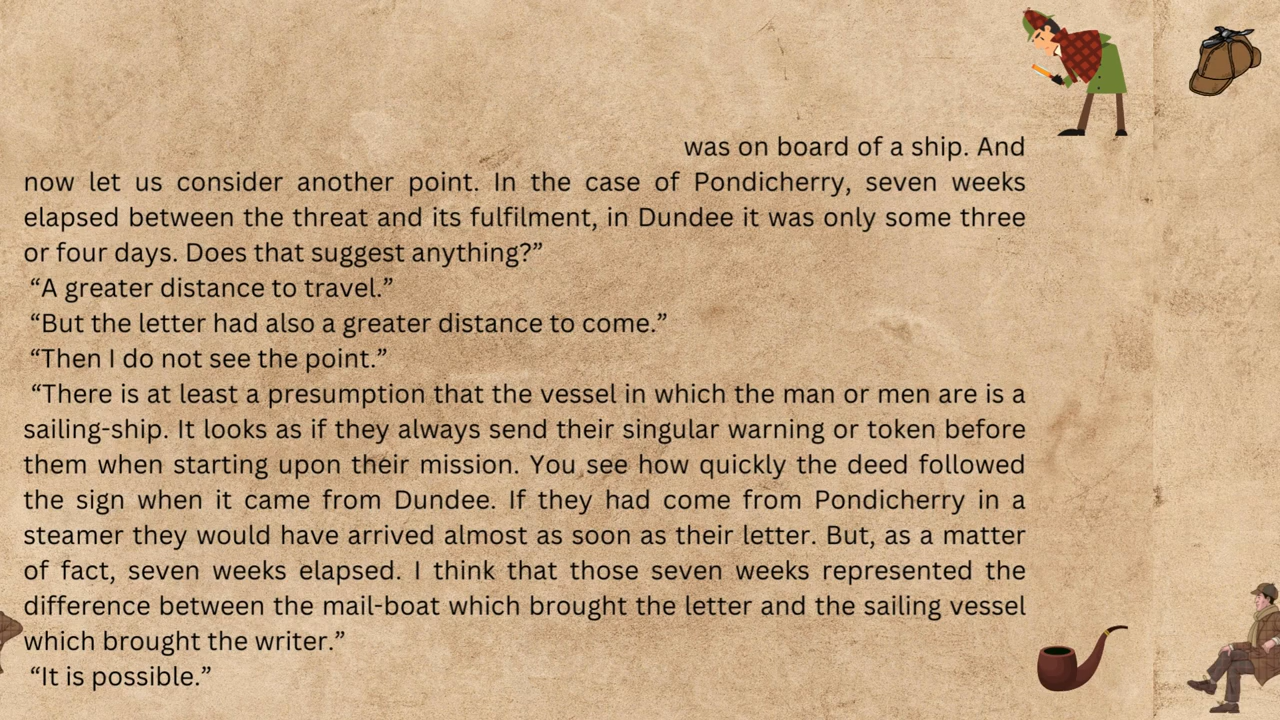 was on board of a ship. And
now let us consider another point. In the case of Pondicherry, seven weeks
elapsed between the threat and its fulfilment, in Dundee it was only some three
or four days. Does that suggest anything?”
“A greater distance to travel.”
“But the letter had also a greater distance to come.”
“Then I do not see the point.”
“There is at least a presumption that the vessel in which the man or men are is a
sailing-ship. It looks as if they always send their singular warning or token before
them when starting upon their mission. You see how quickly the deed followed
the sign when it came from Dundee. If they had come from Pondicherry in a
steamer they would have arrived almost as soon as their letter. But, as a matter
of fact, seven weeks elapsed. I think that those seven weeks represented the
difference between the mail-boat which brought the letter and the sailing vessel
which brought the writer.”
“It is possible.”